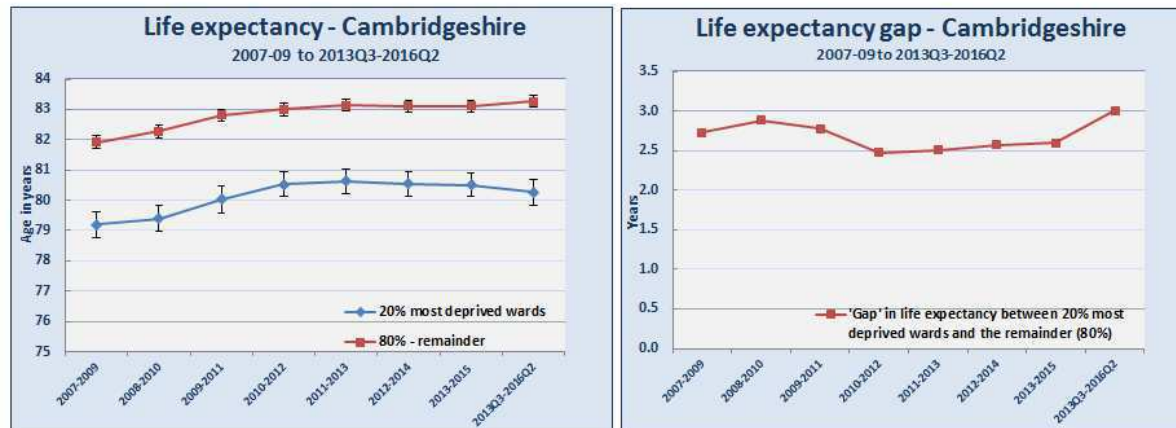 Life expectancy - Cambridgeshire
2007-09 to 2013Q3-2016Q2
84
83
82
81
80
79
78
77
76
75
Age in years
20% most deprived wards
80% - remainder
2007-2009
2008-2010
2009-2011
2010-2012
2011-2013
2012-2014
2013-2015
2013Q3-2016Q2
Life expectancy gap - Cambridgeshire
2007-09 to 2013Q3-2016Q2
3.5
3.0
2.5
2.0
1.5
1.0
0.5
0.0
Years
'Gap' in life expectancy between 20% most
deprived wards and the remainder (80%)
2007-2009
2008-2010
2009-2011
2010-2012
2011-2013
2012-2014
2013-2015
2013Q3-2016Q2